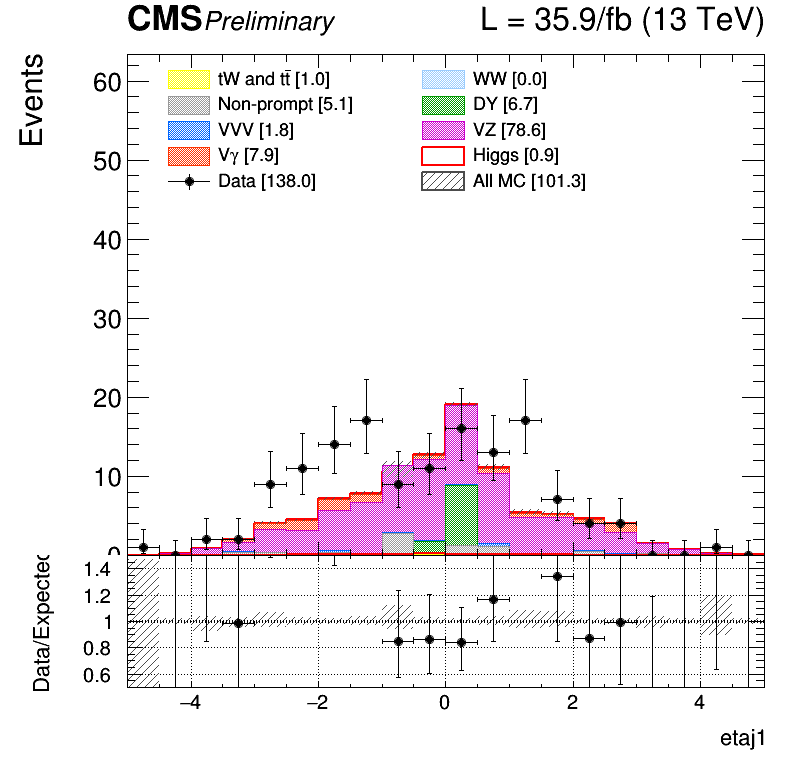 CMS Preliminary L = 35.9/fb (13 TeV)
Events
60
50
40
30
20
10
0
tW and tt̄ [1.0] WW [0.0]
Non-prompt [5.1] DY [6.7]
VVV [1.8] VZ [78.6]
Vγ [7.9] Higgs [0.9]
Data [138.0] All MC [101.3]
Data/Expected
1.4
1.2
1
0.8
0.6
−4 −2 0 2 4
etaj1